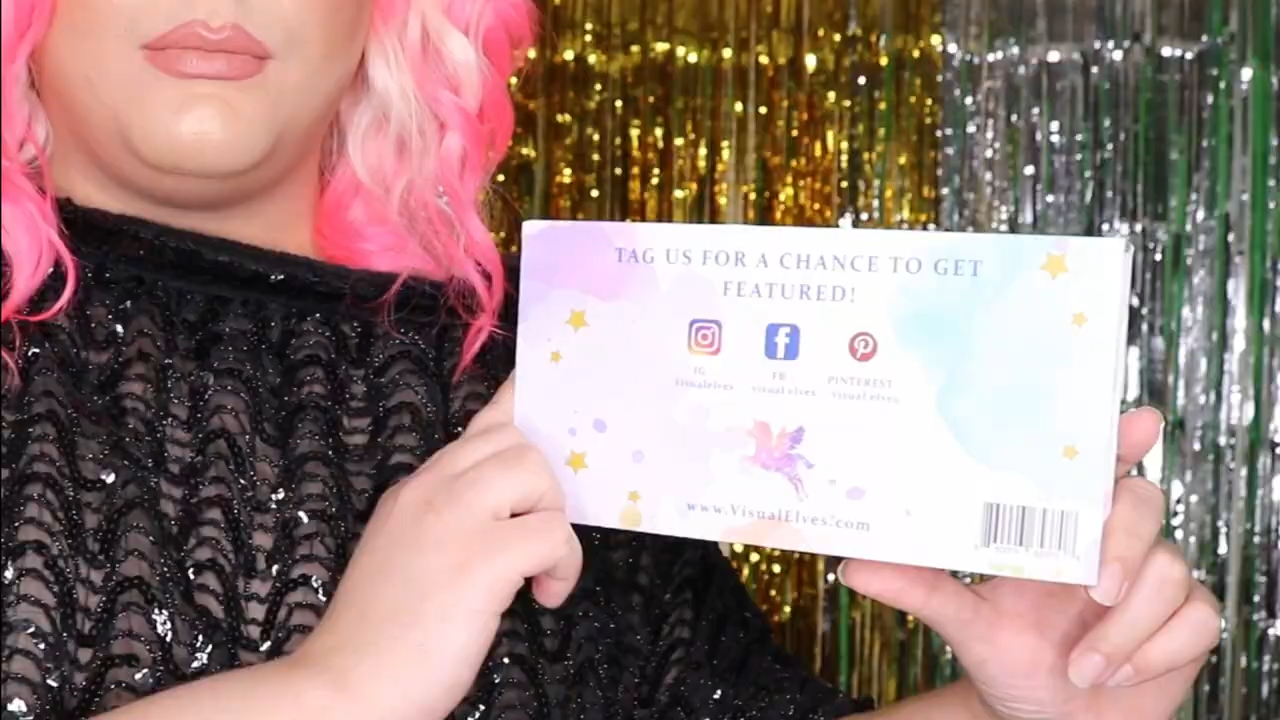 TAG US FOR A CHANCE TO GET
FEATURED!
IG
visualelves
FB
visual elves
PINTEREST
visual elves
www.VisualElves.com